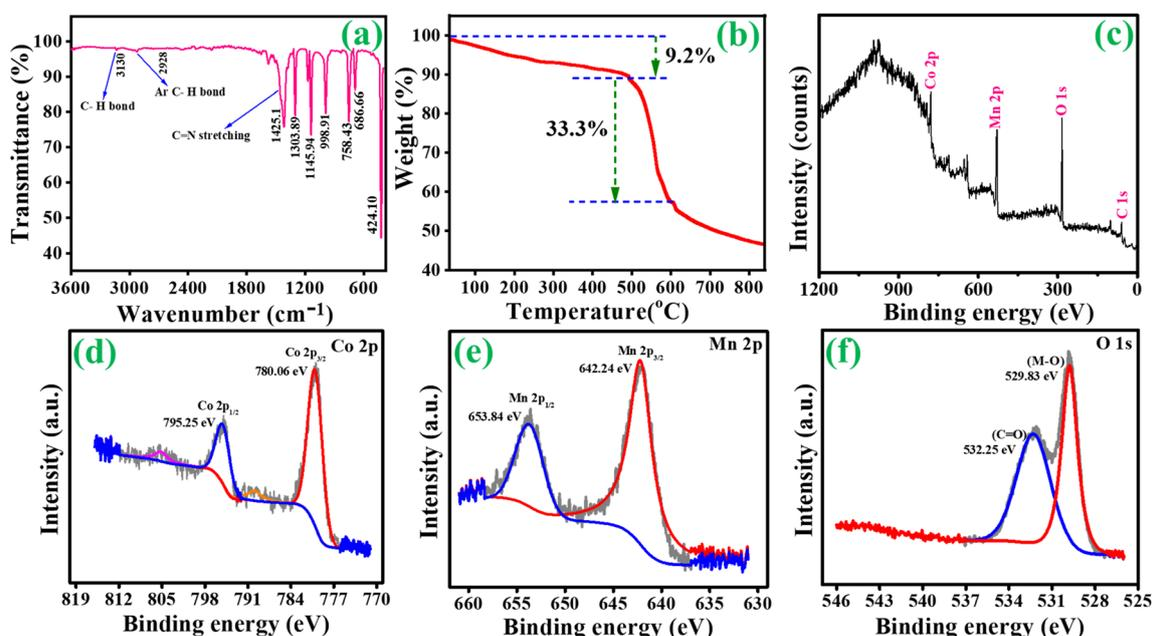 (a)
Transmittance (%)
100
90
80
70
60
50
40
3130
2928
C- H bond
Ar C- H bond
C=N stretching
1425.1
1303.89
1145.94
998.91
758.43
686.66
424.10
3600 3000 2400 1800 1200 600
Wavenumber (cm⁻¹)
(b)
Weight (%)
100
90
80
70
60
50
40
9.2%
33.3%
100 200 300 400 500 600 700 800
Temperature(°C)
(c)
Intensity (counts)
Co 2p
Mn 2p
O 1s
C 1s
1200 900 600 300 0
Binding energy (eV)
(d)
Co 2p
Intensity (a.u.)
Co 2p3/2
780.06 eV
Co 2p1/2
795.25 eV
819 812 805 798 791 784 777 770
Binding energy (eV)
(e)
Mn 2p
Intensity (a.u.)
Mn 2p3/2
642.24 eV
Mn 2p1/2
653.84 eV
660 655 650 645 640 635 630
Binding energy (eV)
(f)
O 1s
Intensity (a.u.)
(M-O)
529.83 eV
(C=O)
532.25 eV
546 543 540 537 534 531 528 525
Binding energy (eV)